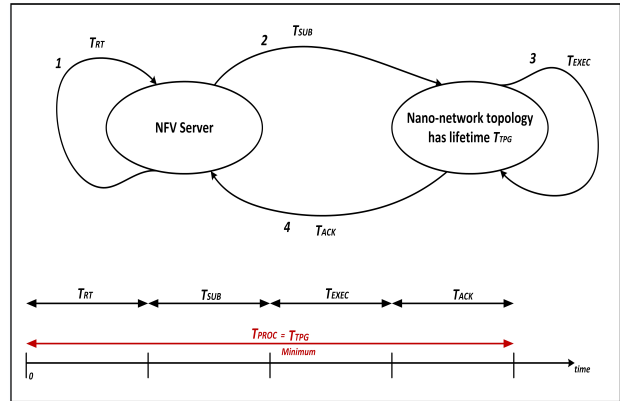 1
TRT
2
TSUB
3
TEXEC
NFV Server
Nano-network topology
has lifetime TTPG
4
TACK
TRT
TSUB
TEXEC
TACK
TPROC = TTPG
Minimum
0
time